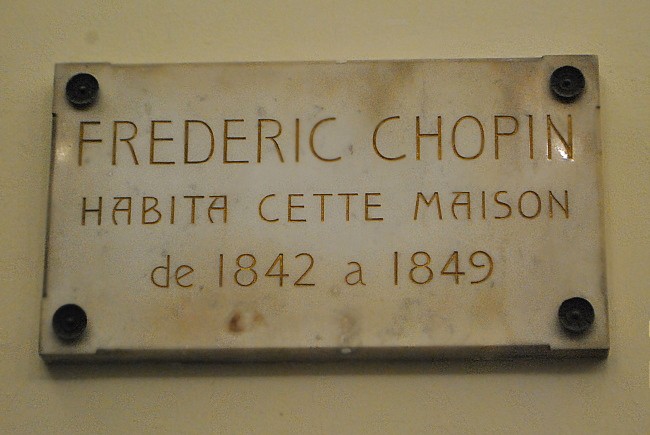 FREDERIC CHOPIN
HABITA CETTE MAISON
de 1842 a 1849